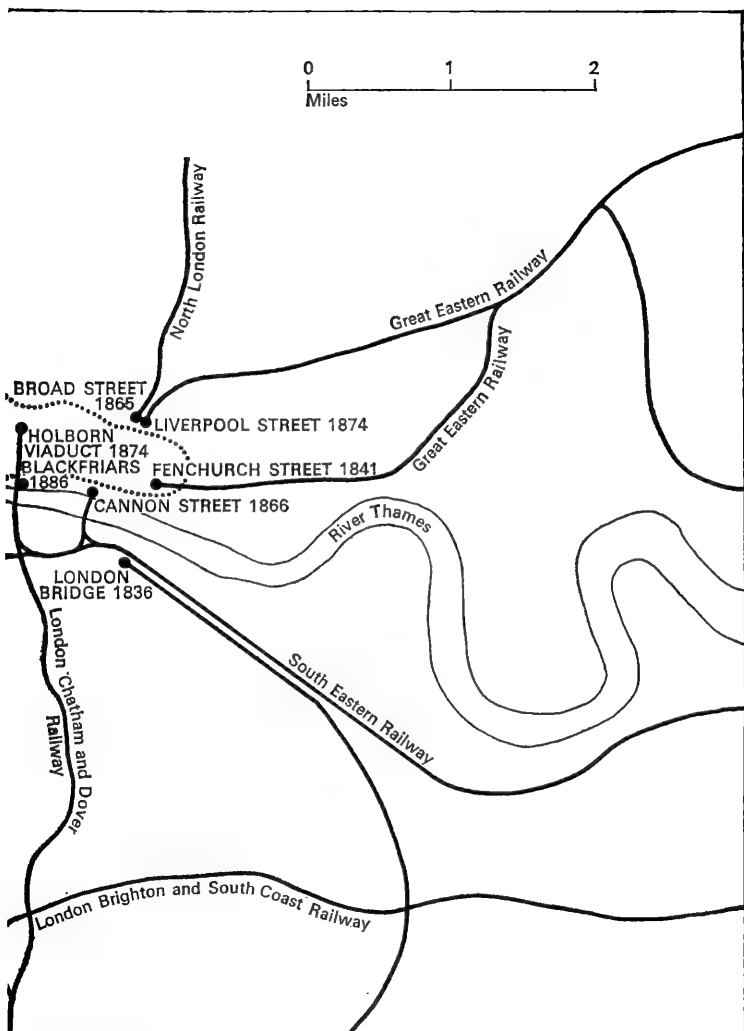 0 1 2
Miles
North London Railway
Great Eastern Railway
Great Eastern Railway
BROAD STREET
1865
LIVERPOOL STREET 1874
HOLBORN
VIADUCT 1874
BLACKFRIARS
1886
FENCHURCH STREET 1841
CANNON STREET 1866
River Thames
LONDON
BRIDGE 1836
South Eastern Railway
London Chatham and Dover
Railway
London Brighton and South Coast Railway